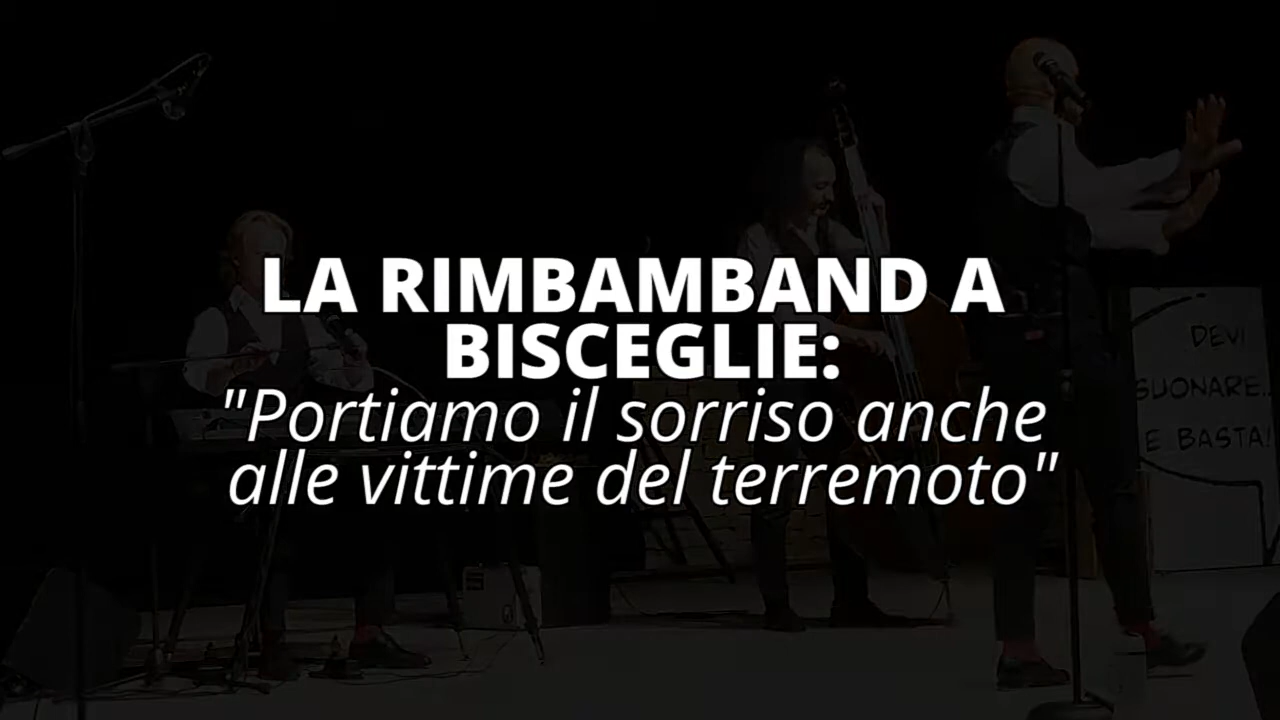 LA RIMBAMBAND A
BISCEGLIE:
"Portiamo il sorriso anche
alle vittime del terremoto"
DEVI
SUONARE..
E BASTA!